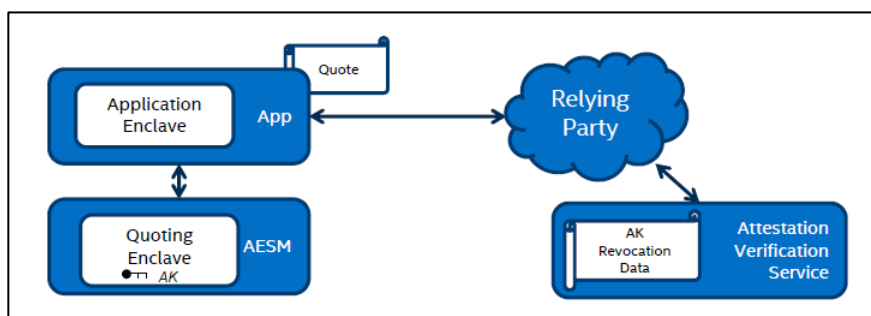 Quote
Application
Enclave
App
Relying
Party
Quoting
Enclave
AK
AESM
AK
Revocation
Data
Attestation
Verification
Service